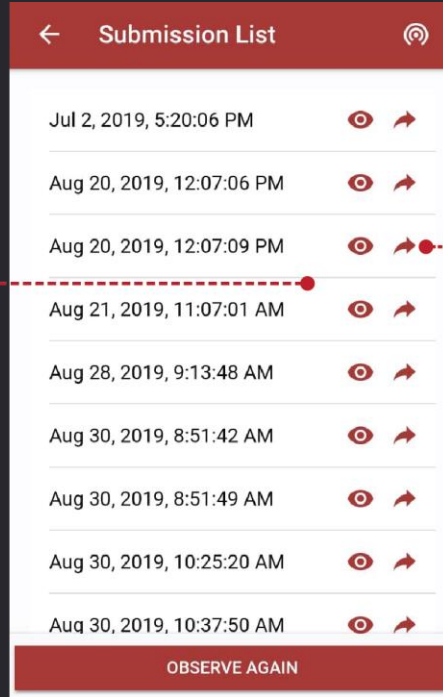 Submission List
Jul 2, 2019, 5:20:06 PM
Aug 20, 2019, 12:07:06 PM
Aug 20, 2019, 12:07:09 PM
Aug 21, 2019, 11:07:01 AM
Aug 28, 2019, 9:13:48 AM
Aug 30, 2019, 8:51:42 AM
Aug 30, 2019, 8:51:49 AM
Aug 30, 2019, 10:25:20 AM
Aug 30, 2019, 10:37:50 AM
OBSERVE AGAIN